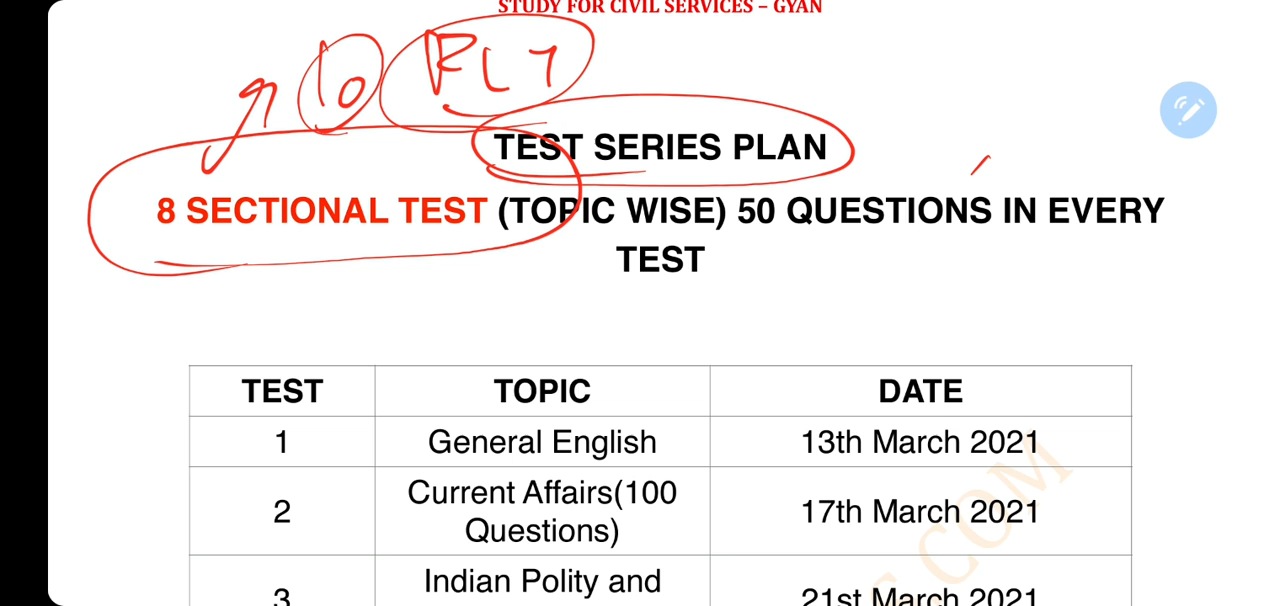 STUDY FOR CIVIL SERVICES – GYAN
10 FLT
TEST SERIES PLAN
8 SECTIONAL TEST (TOPIC WISE) 50 QUESTIONS IN EVERY
TEST
TEST TOPIC DATE
1 General English 13th March 2021
2 Current Affairs(100
Questions) 17th March 2021
3 Indian Polity and 21st March 2021